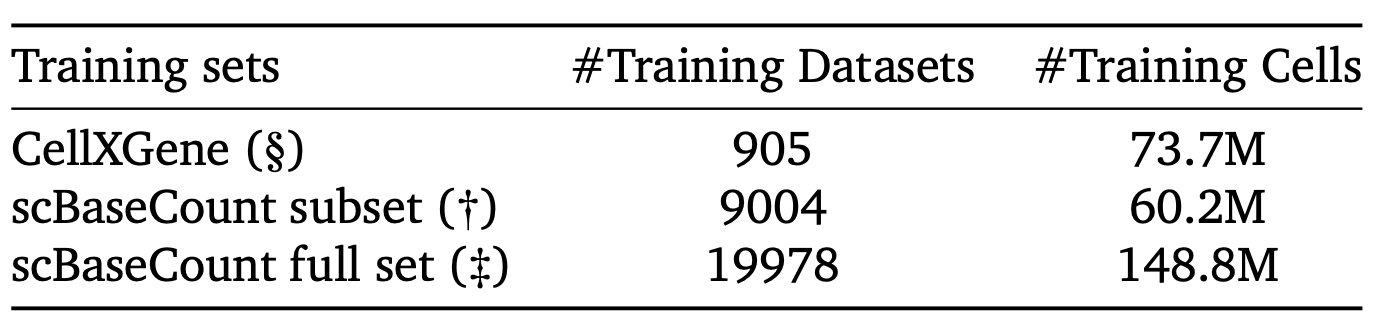 Training sets #Training Datasets #Training Cells
CellXGene (§) 905 73.7M
scBaseCount subset (†) 9004 60.2M
scBaseCount full set (‡) 19978 148.8M